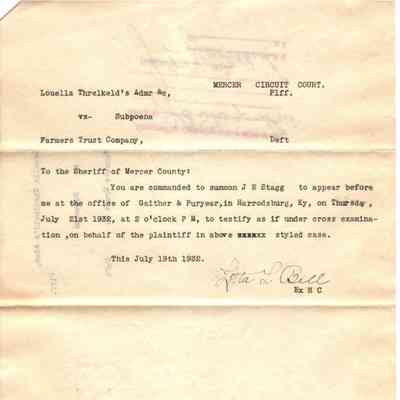 MERCER CIRCUIT COURT.
Louella Threlkeld's Admr &c, Plff.
vs- Subpoena
Farmers Trust Company, Deft
To the Sheriff of Mercer County:
You are commanded to summon J E Stagg to appear before
me at the office of Gaither & Puryear,in Harrodsburg, Ky, on Thursday,
July 21st 1932, at 2 o'clock P M, to testify as if under cross examina-
tion ,on behalf of the plaintiff in above xxxxxx styled case.
This July 19th 1932.
Bell
Ex M C